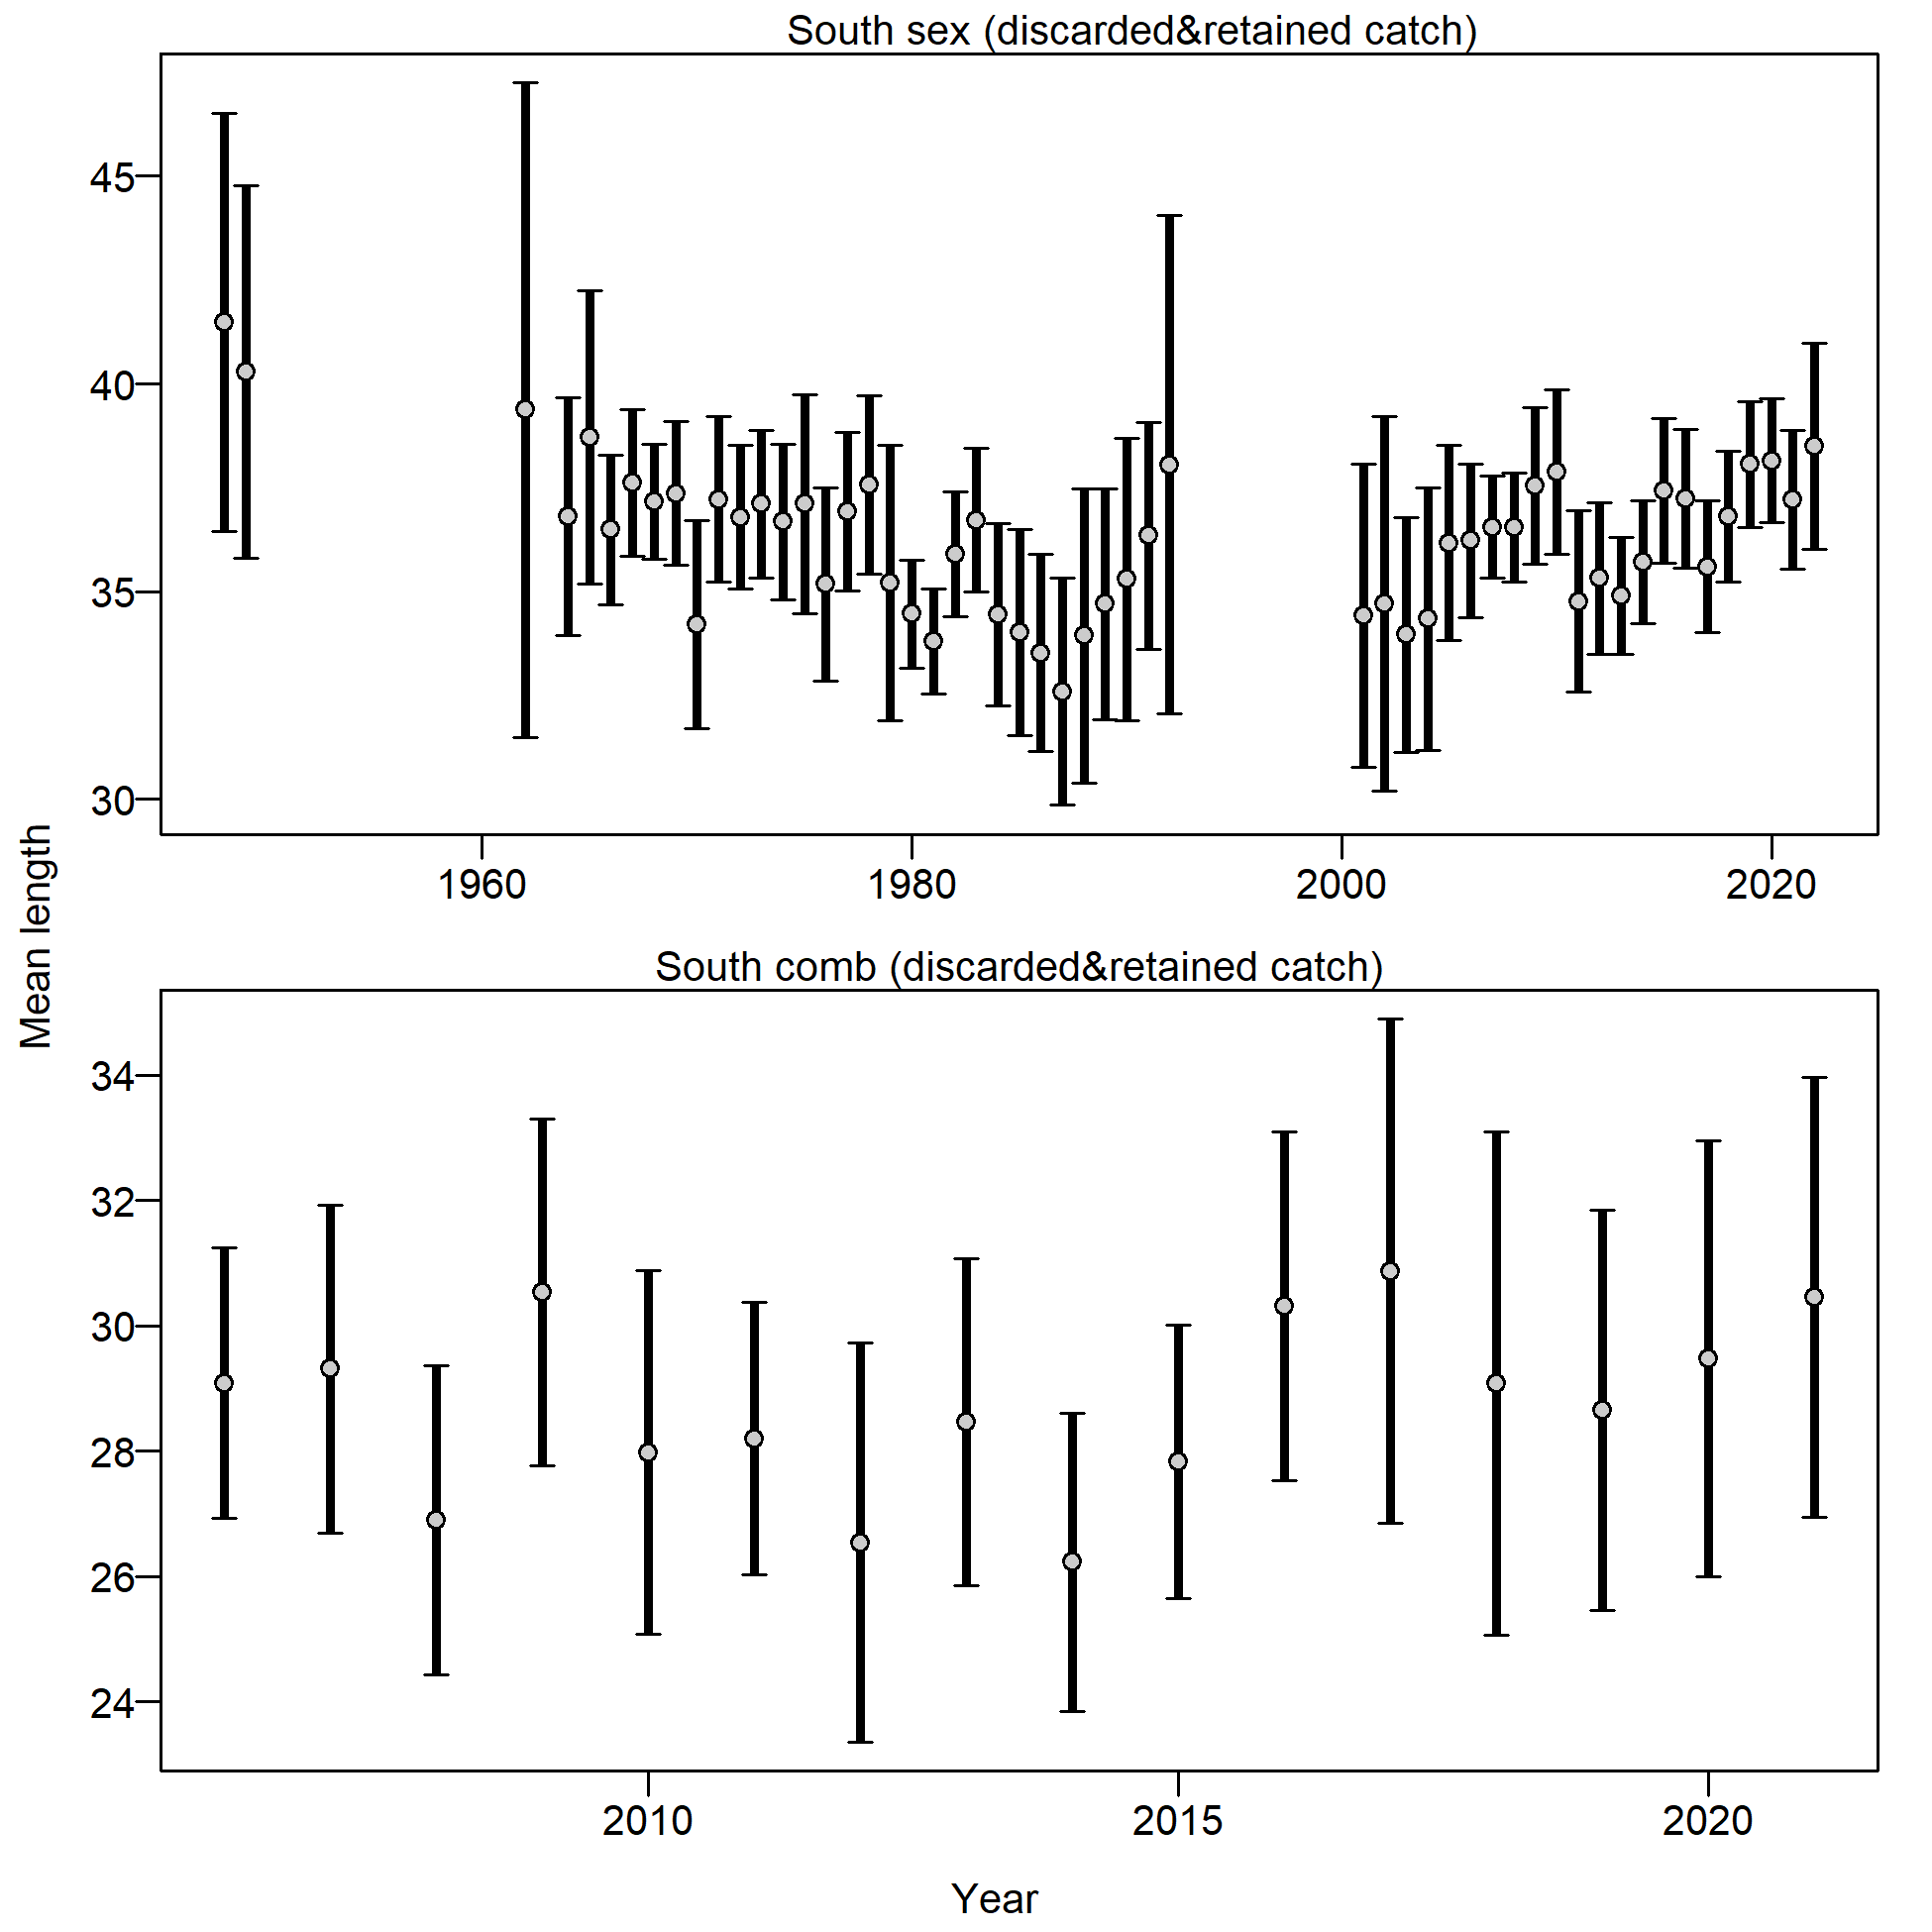 South sex (discarded&retained catch)
45
40
35
30
1960 1980 2000 2020
Mean length
South comb (discarded&retained catch)
34
32
30
28
26
24
2010 2015 2020
Year